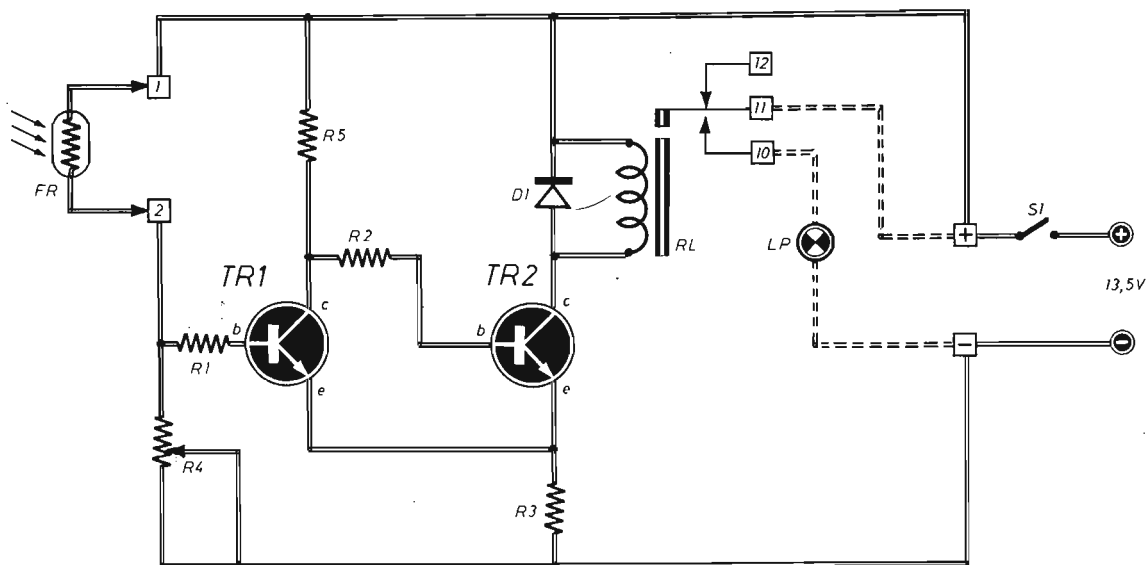 1
12
11
R5
10
FR
D1
2
S1
+
+
R2
RL
LP
TR1
TR2
13,5V
c
c
b
b
−
−
R1
e
e
R4
R3